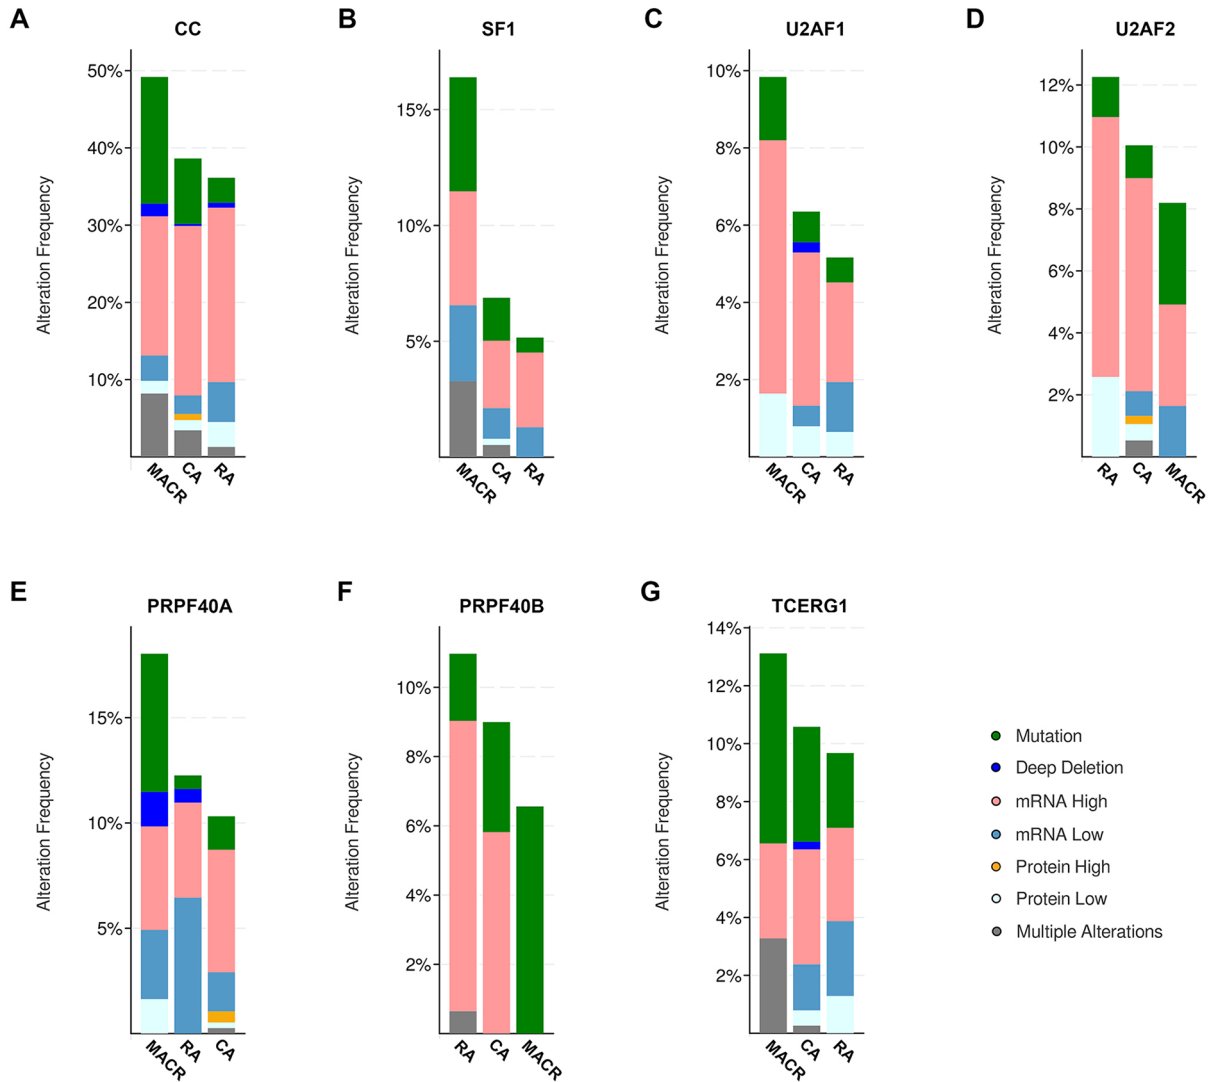 A
CC
Alteration Frequency
50%
40%
30%
20%
10%
MACR
CA
RA
B
SF1
Alteration Frequency
15%
10%
5%
MACR
CA
RA
C
U2AF1
Alteration Frequency
10%
8%
6%
4%
2%
MACR
CA
RA
D
U2AF2
Alteration Frequency
12%
10%
8%
6%
4%
2%
RA
CA
MACR
E
PRPF40A
Alteration Frequency
15%
10%
5%
MACR
RA
CA
F
PRPF40B
Alteration Frequency
10%
8%
6%
4%
2%
RA
CA
MACR
G
TCERG1
Alteration Frequency
14%
12%
10%
8%
6%
4%
2%
MACR
CA
RA
Mutation
Deep Deletion
mRNA High
mRNA Low
Protein High
Protein Low
Multiple Alterations